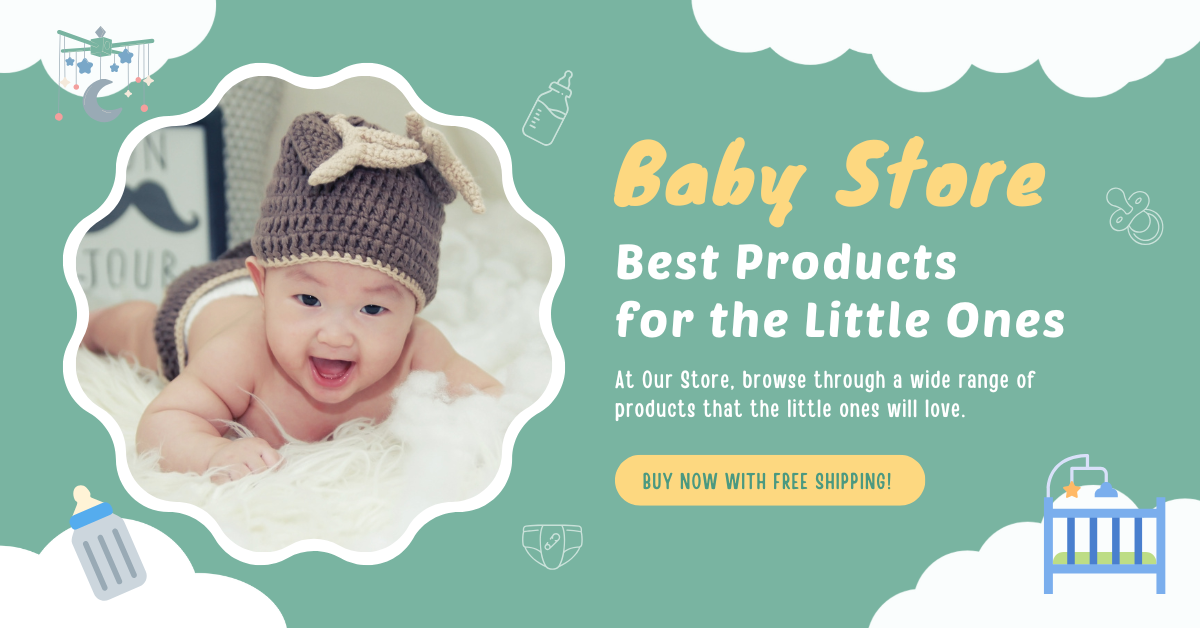 N
JOUR
Baby Store
Best Products
for the Little Ones
At Our Store, browse through a wide range of
products that the little ones will love.
BUY NOW WITH FREE SHIPPING!